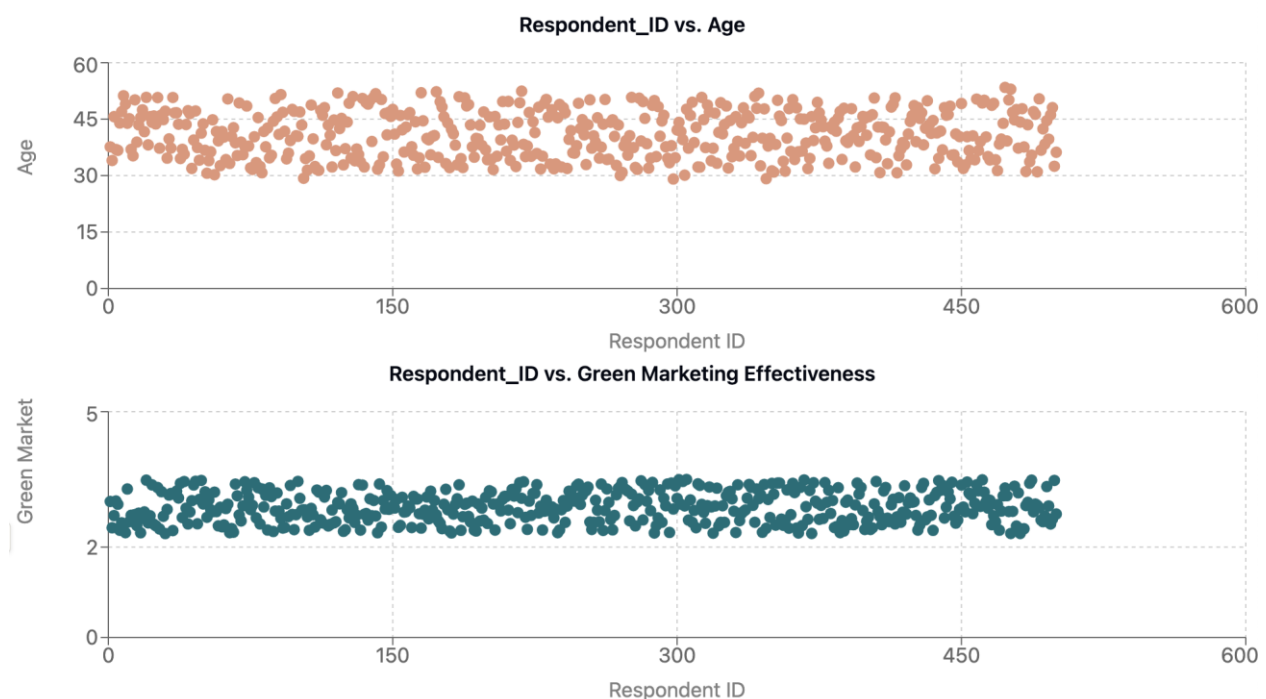 Respondent_ID vs. Age
60
45
30
15
0
Age
0 150 300 450 600
Respondent ID
Respondent_ID vs. Green Marketing Effectiveness
5
2
0
Green Market
0 150 300 450 600
Respondent ID